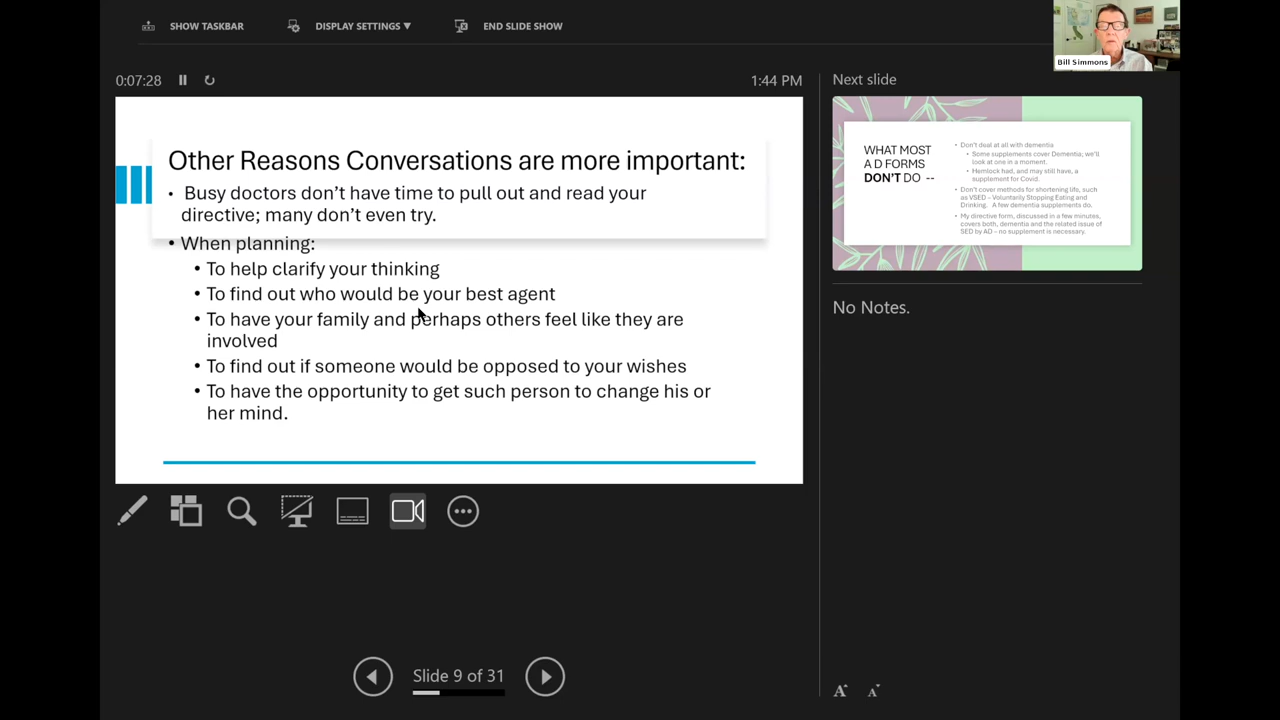 SHOW TASKBAR
DISPLAY SETTINGS ▼
END SLIDE SHOW
Bill Simmons
0:07:28
1:44 PM
Other Reasons Conversations are more important:
• Busy doctors don't have time to pull out and read your
directive; many don't even try.
• When planning:
• To help clarify your thinking
• To find out who would be your best agent
• To have your family and perhaps others feel like they are
involved
• To find out if someone would be opposed to your wishes
• To have the opportunity to get such person to change his or
her mind.
Slide 9 of 31
Next slide
WHAT MOST
A D FORMS
DON'T DO --
• Don't deal at all with dementia
• Some supplements cover Dementia; we'll
look at one in a moment.
• Hemlock had, and may still have, a
supplement for Covid.
• Don't cover methods for shortening life, such
as VSED – Voluntarily Stopping Eating and
Drinking. A few dementia supplements do.
• My directive form, discussed in a few minutes,
covers both, dementia and the related issue of
SED by AD – no supplement is necessary.
No Notes.
A A